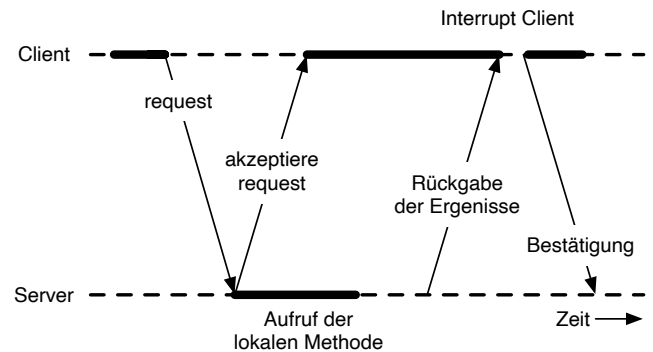 Interrupt Client
Client
request
akzeptiere
request
Rückgabe
der Ergenisse
Bestätigung
Server
Aufruf der
lokalen Methode
Zeit